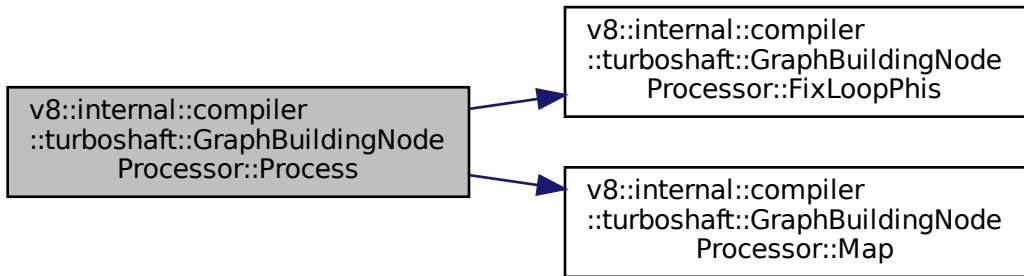 v8::internal::compiler
::turboshaft::GraphBuildingNode
Processor::Process
v8::internal::compiler
::turboshaft::GraphBuildingNode
Processor::FixLoopPhis
v8::internal::compiler
::turboshaft::GraphBuildingNode
Processor::Map